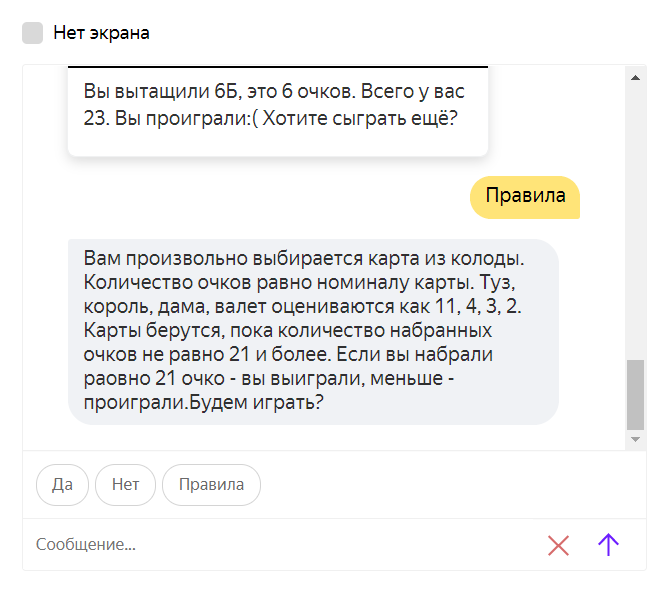 Нет экрана
Вы вытащили 6Б, это 6 очков. Всего у вас
23. Вы проиграли:( Хотите сыграть ещё?
Правила
Вам произвольно выбирается карта из колоды.
Количество очков равно номиналу карты. Туз,
король, дама, валет оцениваются как 11, 4, 3, 2.
Карты берутся, пока количество набранных
очков не равно 21 и более. Если вы набрали
раовно 21 очко - вы выиграли, меньше -
проиграли.Будем играть?
Да
Нет
Правила
Сообщение...